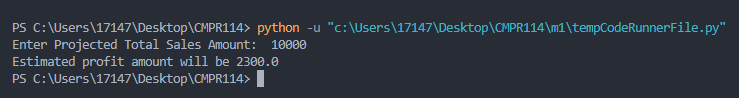 PS C:\Users\17147\Desktop\CMPR114> python -u "c:\Users\17147\Desktop\CMPR114\m1\tempCodeRunnerFile.py"
Enter Projected Total Sales Amount:  10000
Estimated profit amount will be 2300.0
PS C:\Users\17147\Desktop\CMPR114>